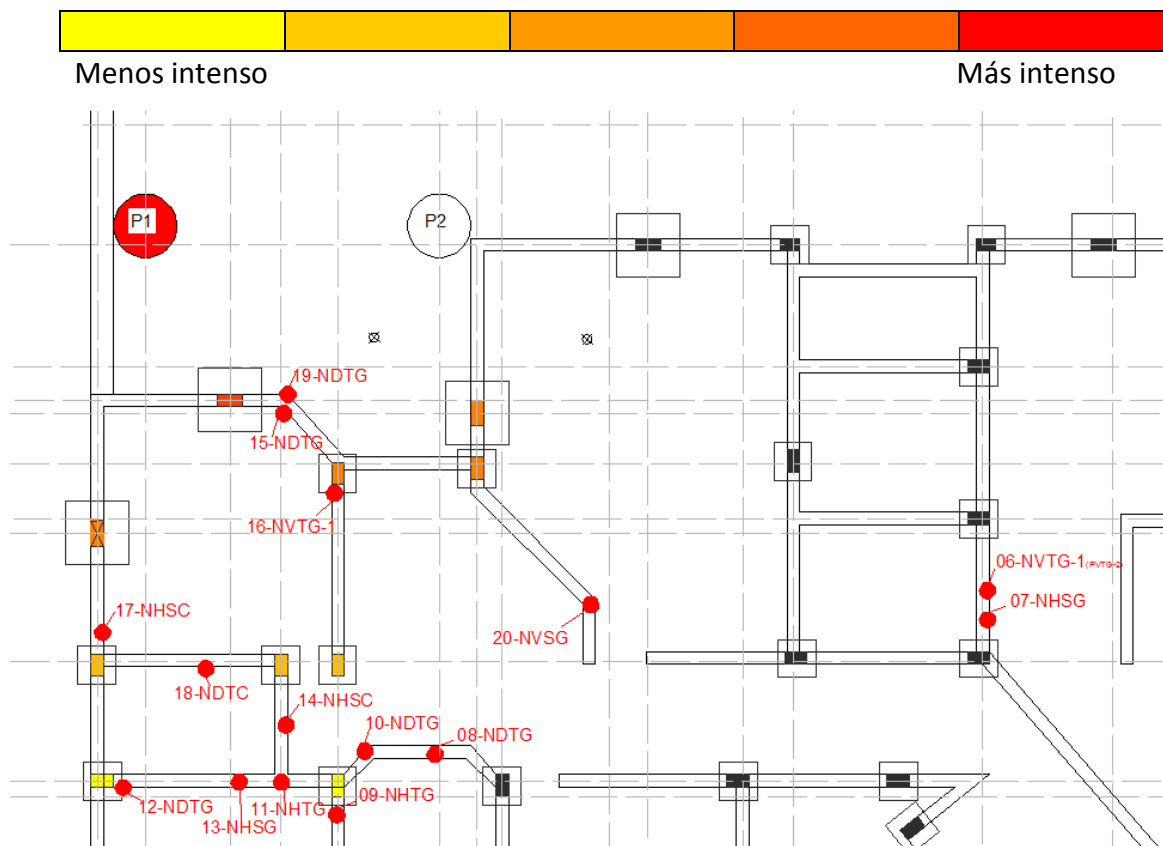 Menos intenso
Más intenso
P1
P2
19-NDTG
15-NDTG
16-NVTG-1
06-NVTG-1(PVTG-2)
07-NHSG
17-NHSC
20-NVSG
18-NDTC
14-NHSC
10-NDTG
08-NDTG
12-NDTG
11-NHTG
09-NHTG
13-NHSG